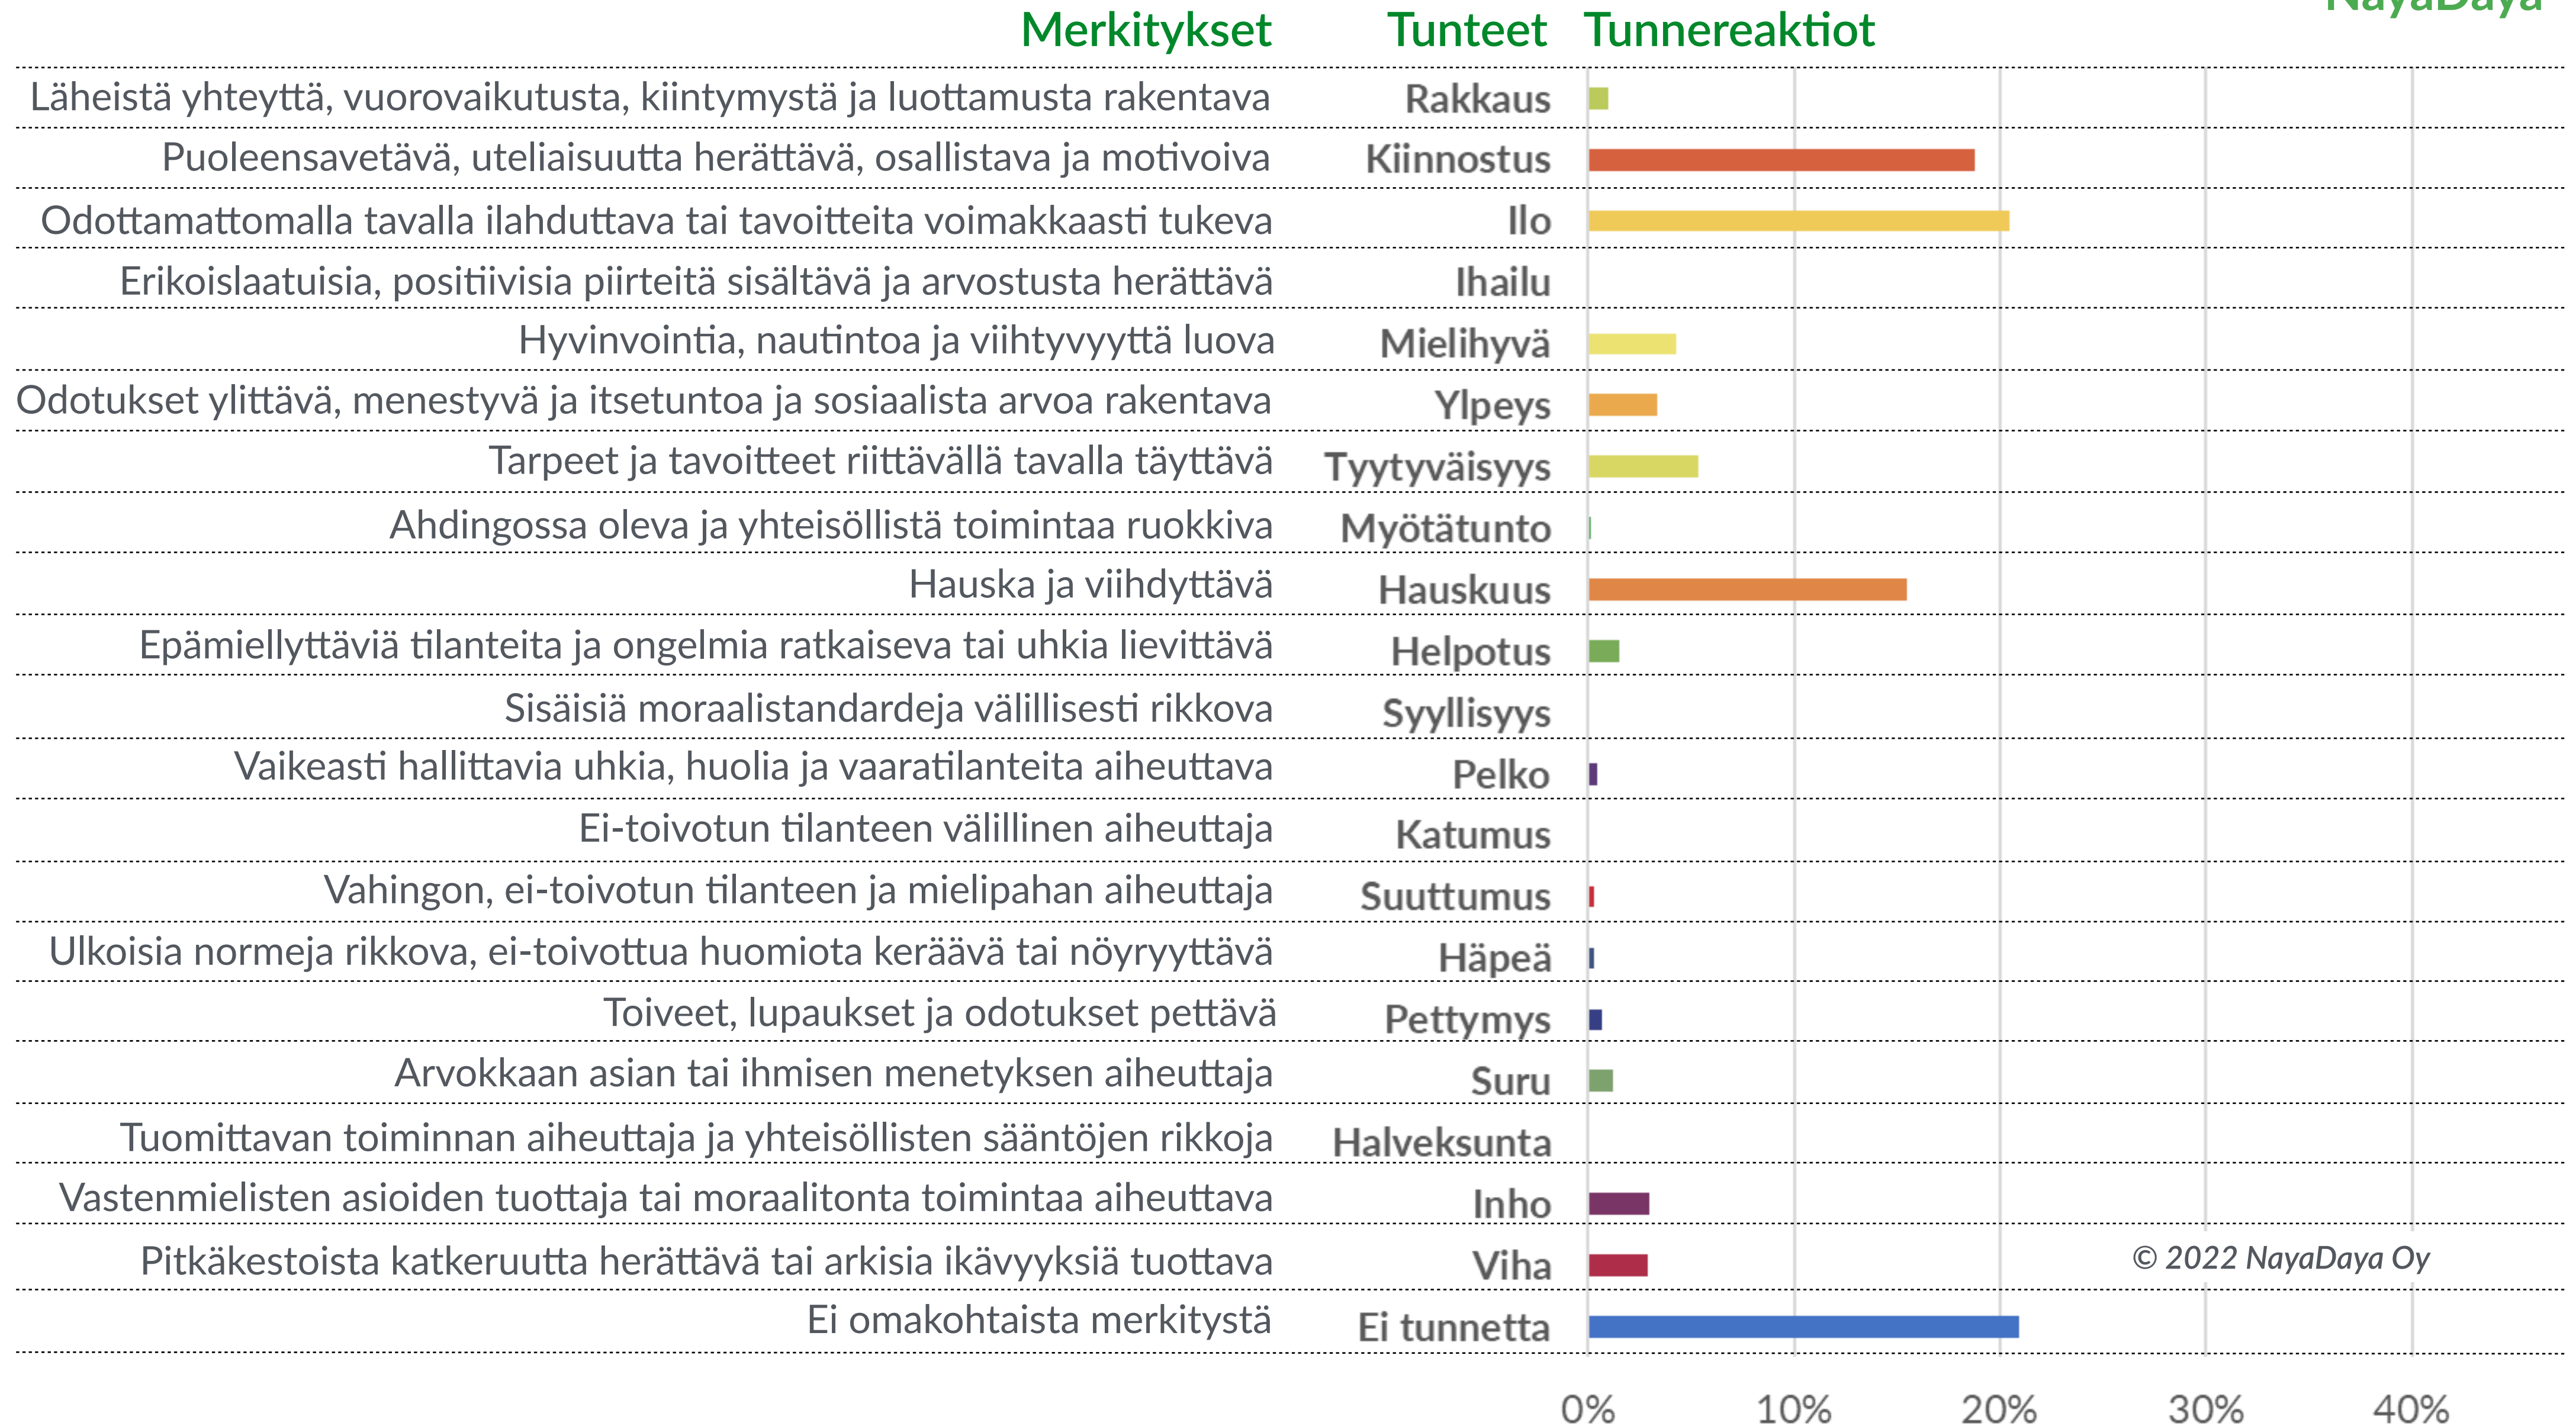 NayaDaya
Merkitykset Tunteet Tunnereaktiot
Läheistä yhteyttä, vuorovaikutusta, kiintymystä ja luottamusta rakentava Rakkaus
Puoleensavetävä, uteliaisuutta herättävä, osallistava ja motivoiva Kiinnostus
Odottamattomalla tavalla ilahduttava tai tavoitteita voimakkaasti tukeva Ilo
Erikoislaatuisia, positiivisia piirteitä sisältävä ja arvostusta herättävä Ihailu
Hyvinvointia, nautintoa ja viihtyvyyttä luova Mielihyvä
Odotukset ylittävä, menestyvä ja itsetuntoa ja sosiaalista arvoa rakentava Ylpeys
Tarpeet ja tavoitteet riittävällä tavalla täyttävä Tyytyväisyys
Ahdingossa oleva ja yhteisöllistä toimintaa ruokkiva Myötätunto
Hauska ja viihdyttävä Hauskuus
Epämiellyttäviä tilanteita ja ongelmia ratkaiseva tai uhkia lievittävä Helpotus
Sisäisiä moraalistandardeja välillisesti rikkova Syyllisyys
Vaikeasti hallittavia uhkia, huolia ja vaaratilanteita aiheuttava Pelko
Ei-toivotun tilanteen välillinen aiheuttaja Katumus
Vahingon, ei-toivotun tilanteen ja mielipahan aiheuttaja Suuttumus
Ulkoisia normeja rikkova, ei-toivottua huomiota keräävä tai nöyryyttävä Häpeä
Toiveet, lupaukset ja odotukset pettävä Pettymys
Arvokkaan asian tai ihmisen menetyksen aiheuttaja Suru
Tuomittavan toiminnan aiheuttaja ja yhteisöllisten sääntöjen rikkoja Halveksunta
Vastenmielisten asioiden tuottaja tai moraalitonta toimintaa aiheuttava Inho
Pitkäkestoista katkeruutta herättävä tai arkisia ikävyyksiä tuottava Viha
© 2022 NayaDaya Oy
Ei omakohtaista merkitystä Ei tunnetta
0% 10% 20% 30% 40%